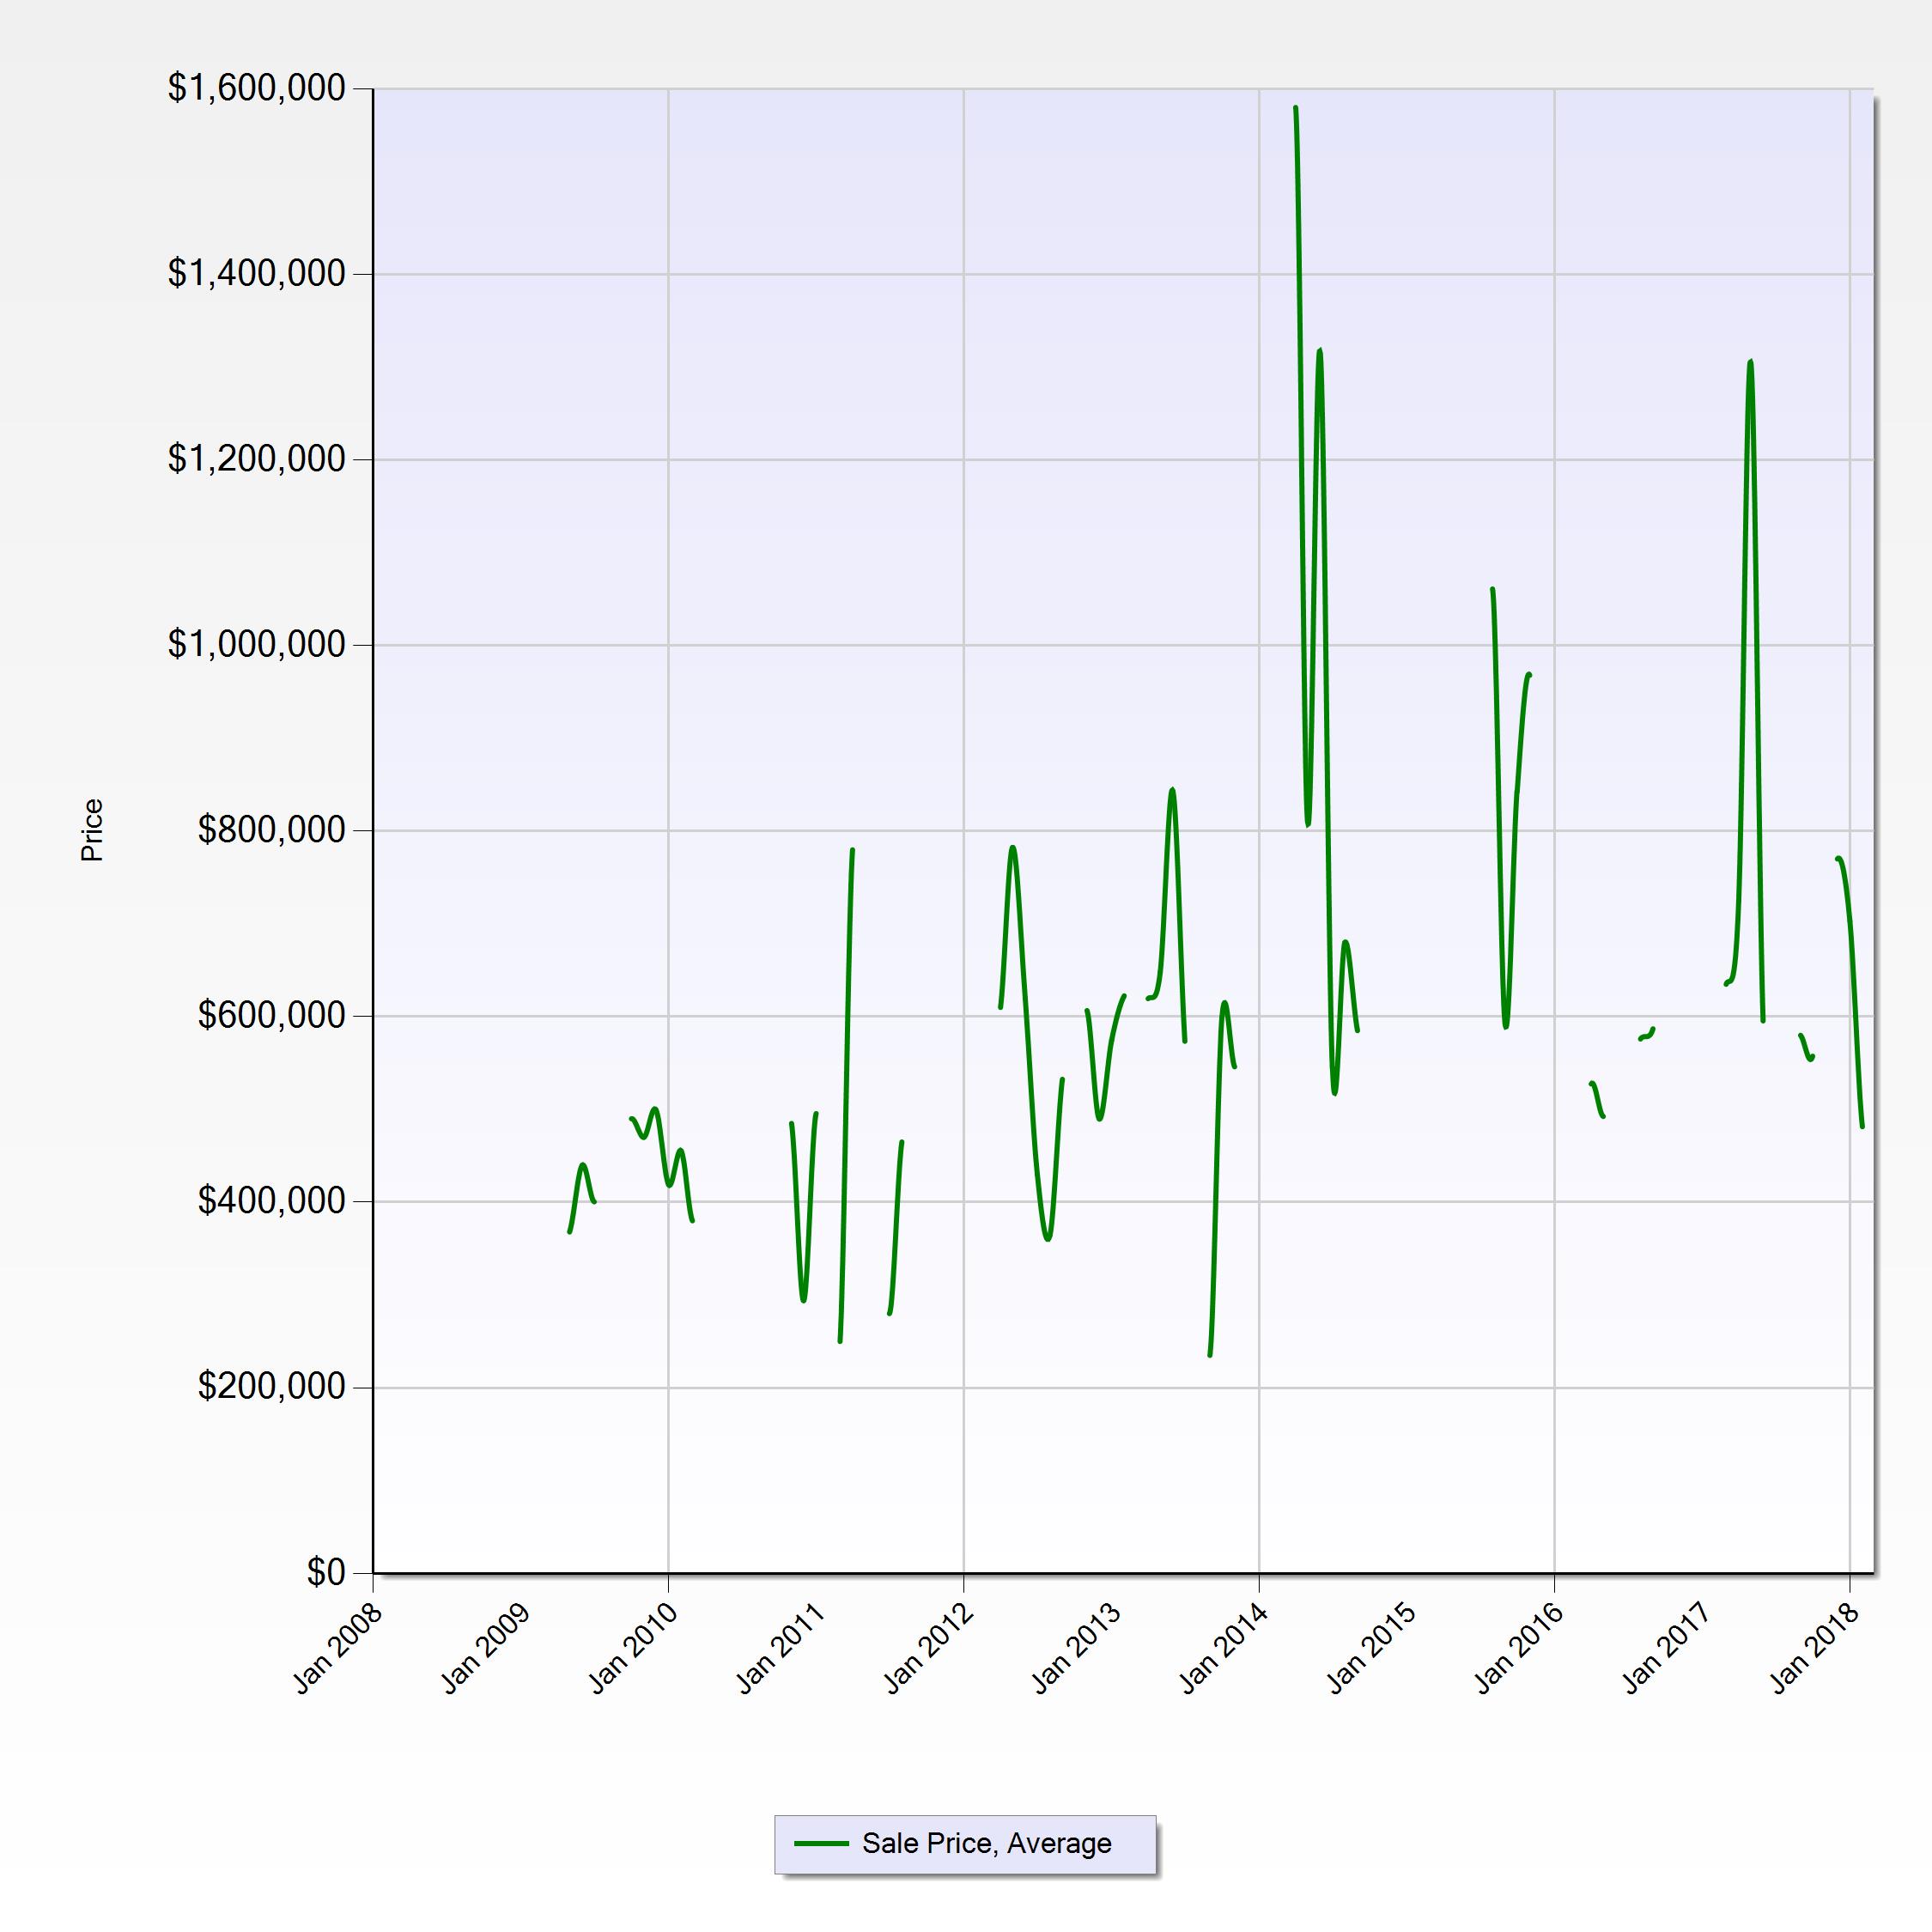 $1,600,000
$1,400,000
$1,200,000
$1,000,000
$800,000
$600,000
$400,000
$200,000
$0
Price
Jan 2008
Jan 2009
Jan 2010
Jan 2011
Jan 2012
Jan 2013
Jan 2014
Jan 2015
Jan 2016
Jan 2017
Jan 2018
Sale Price, Average